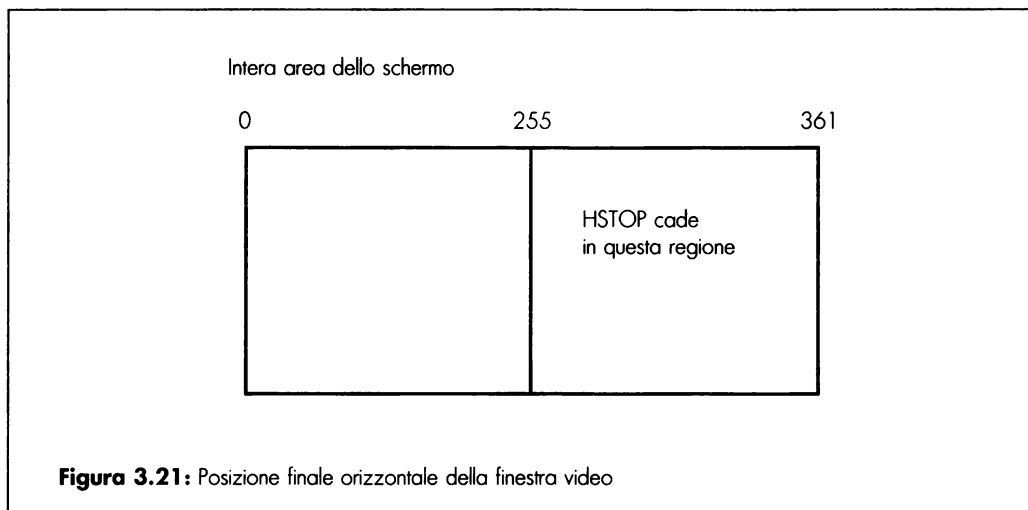 Intera area dello schermo
0 255 361
HSTOP cade
in questa regione
Figura 3.21: Posizione finale orizzontale della finestra video